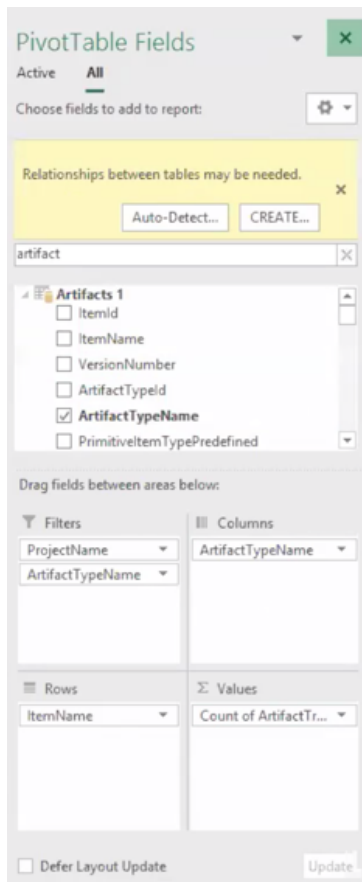 PivotTable Fields
Active All
Choose fields to add to report:
Relationships between tables may be needed.
Auto-Detect... CREATE...
artifact
Artifacts 1
ItemId
ItemName
VersionNumber
ArtifactTypeId
ArtifactTypeName
PrimitiveItemTypePredefined
Drag fields between areas below:
Filters
Columns
ProjectName
ArtifactTypeName
ArtifactTypeName
Rows
Σ Values
ItemName
Count of ArtifactTr...
Defer Layout Update
Update